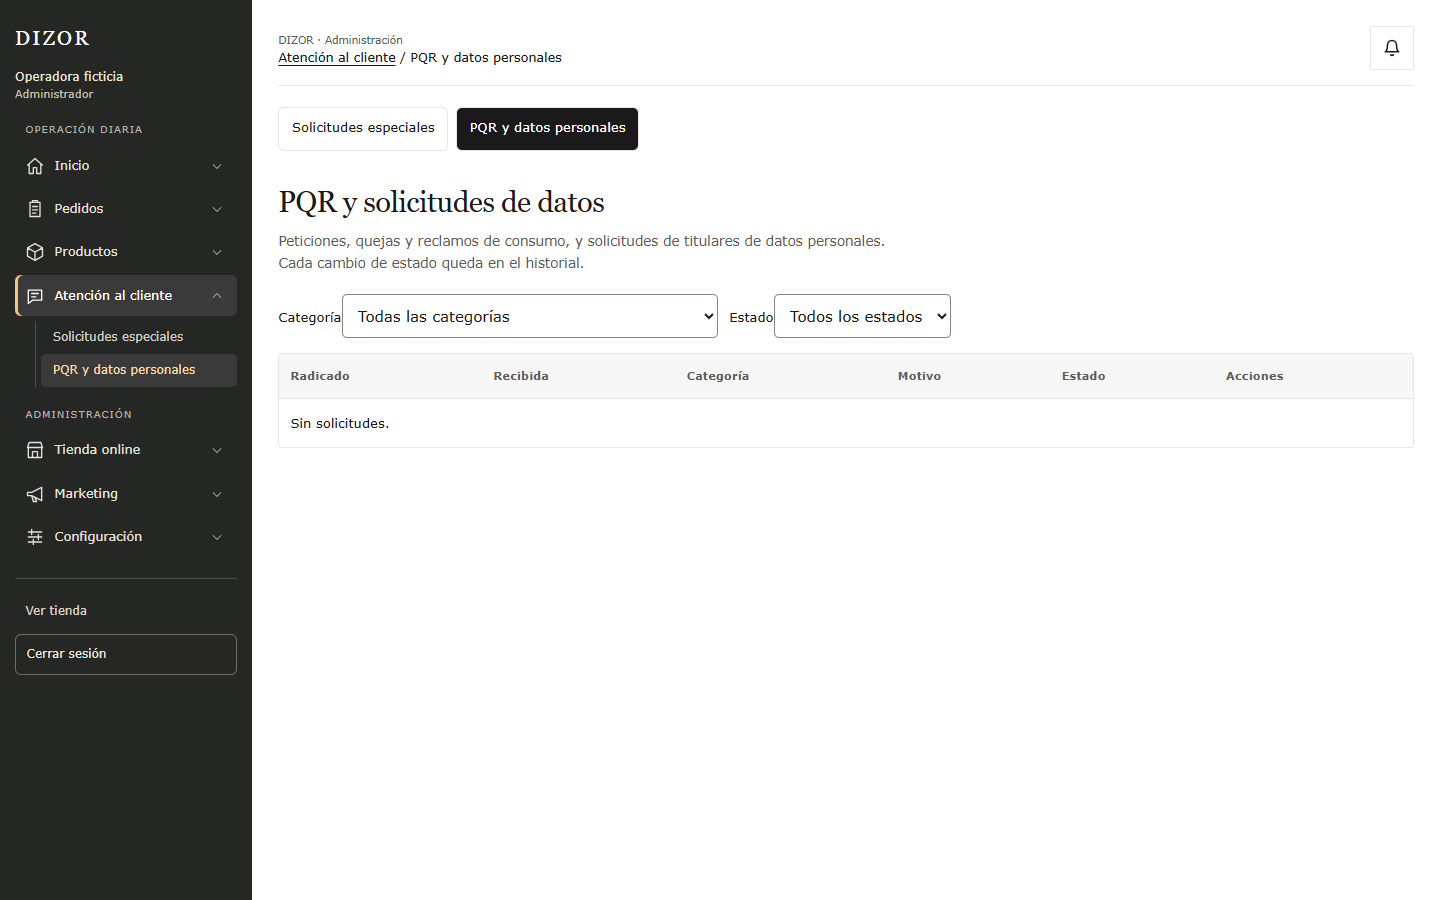 DIZOR
Operadora ficticia
Administrador
OPERACIÓN DIARIA
Inicio
Pedidos
Productos
Atención al cliente
Solicitudes especiales
PQR y datos personales
ADMINISTRACIÓN
Tienda online
Marketing
Configuración
Ver tienda
Cerrar sesión
DIZOR · Administración
Atención al cliente / PQR y datos personales
Solicitudes especiales PQR y datos personales
PQR y solicitudes de datos
Peticiones, quejas y reclamos de consumo, y solicitudes de titulares de datos personales.
Cada cambio de estado queda en el historial.
Categoría Todas las categorías Estado Todos los estados
Radicado Recibida Categoría Motivo Estado Acciones
Sin solicitudes.